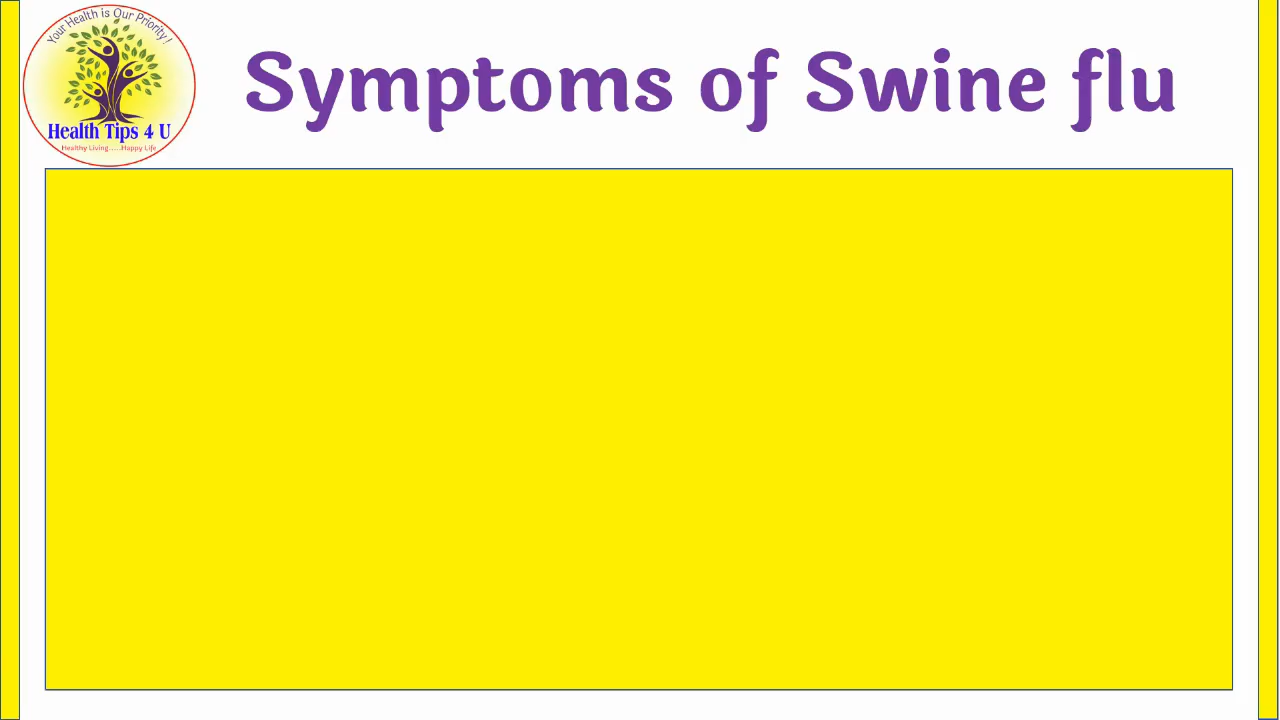 Your Health is Our Priority!
Symptoms of Swine flu
Health Tips 4 U
Healthy Living.....Happy Life